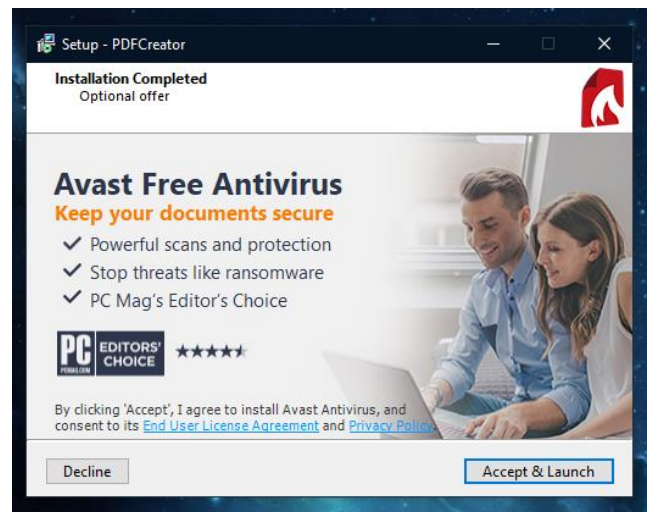 Setup - PDFCreator
Installation Completed
Optional offer
Avast Free Antivirus
Keep your documents secure
Powerful scans and protection
Stop threats like ransomware
PC Mag's Editor's Choice
PC EDITORS'
PCMAG.COM CHOICE
By clicking 'Accept', I agree to install Avast Antivirus, and
consent to its End User License Agreement and Privacy Policy.
Decline
Accept & Launch